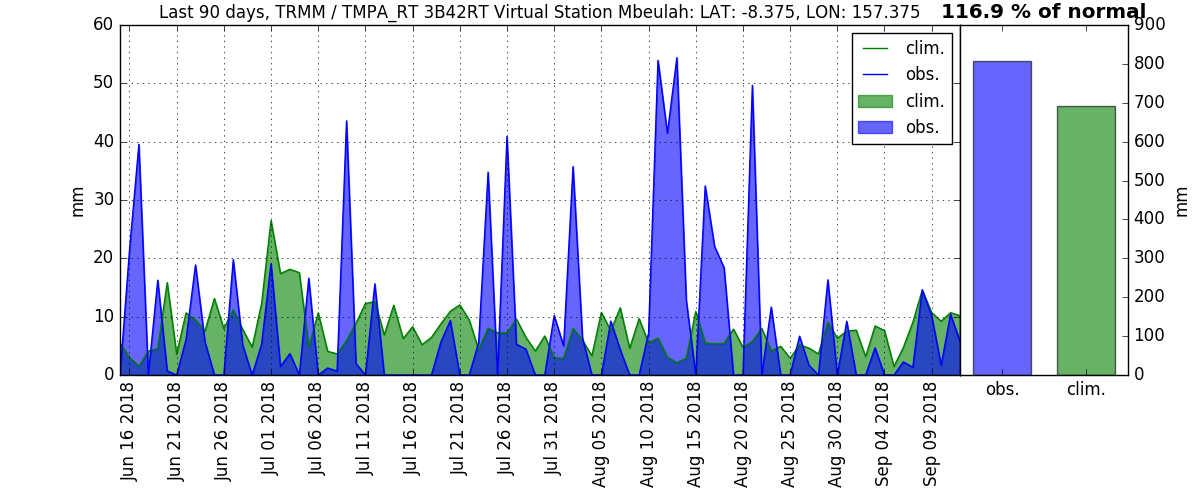 Last 90 days, TRMM / TMPA_RT 3B42RT Virtual Station Mbeulah: LAT: -8.375, LON: 157.375
116.9 % of normal
60
50
40
30
20
10
0
mm
clim.
obs.
clim.
obs.
900
800
700
600
500
400
300
200
100
0
mm
Jun 16 2018
Jun 21 2018
Jun 26 2018
Jul 01 2018
Jul 06 2018
Jul 11 2018
Jul 16 2018
Jul 21 2018
Jul 26 2018
Jul 31 2018
Aug 05 2018
Aug 10 2018
Aug 15 2018
Aug 20 2018
Aug 25 2018
Aug 30 2018
Sep 04 2018
Sep 09 2018
obs.
clim.